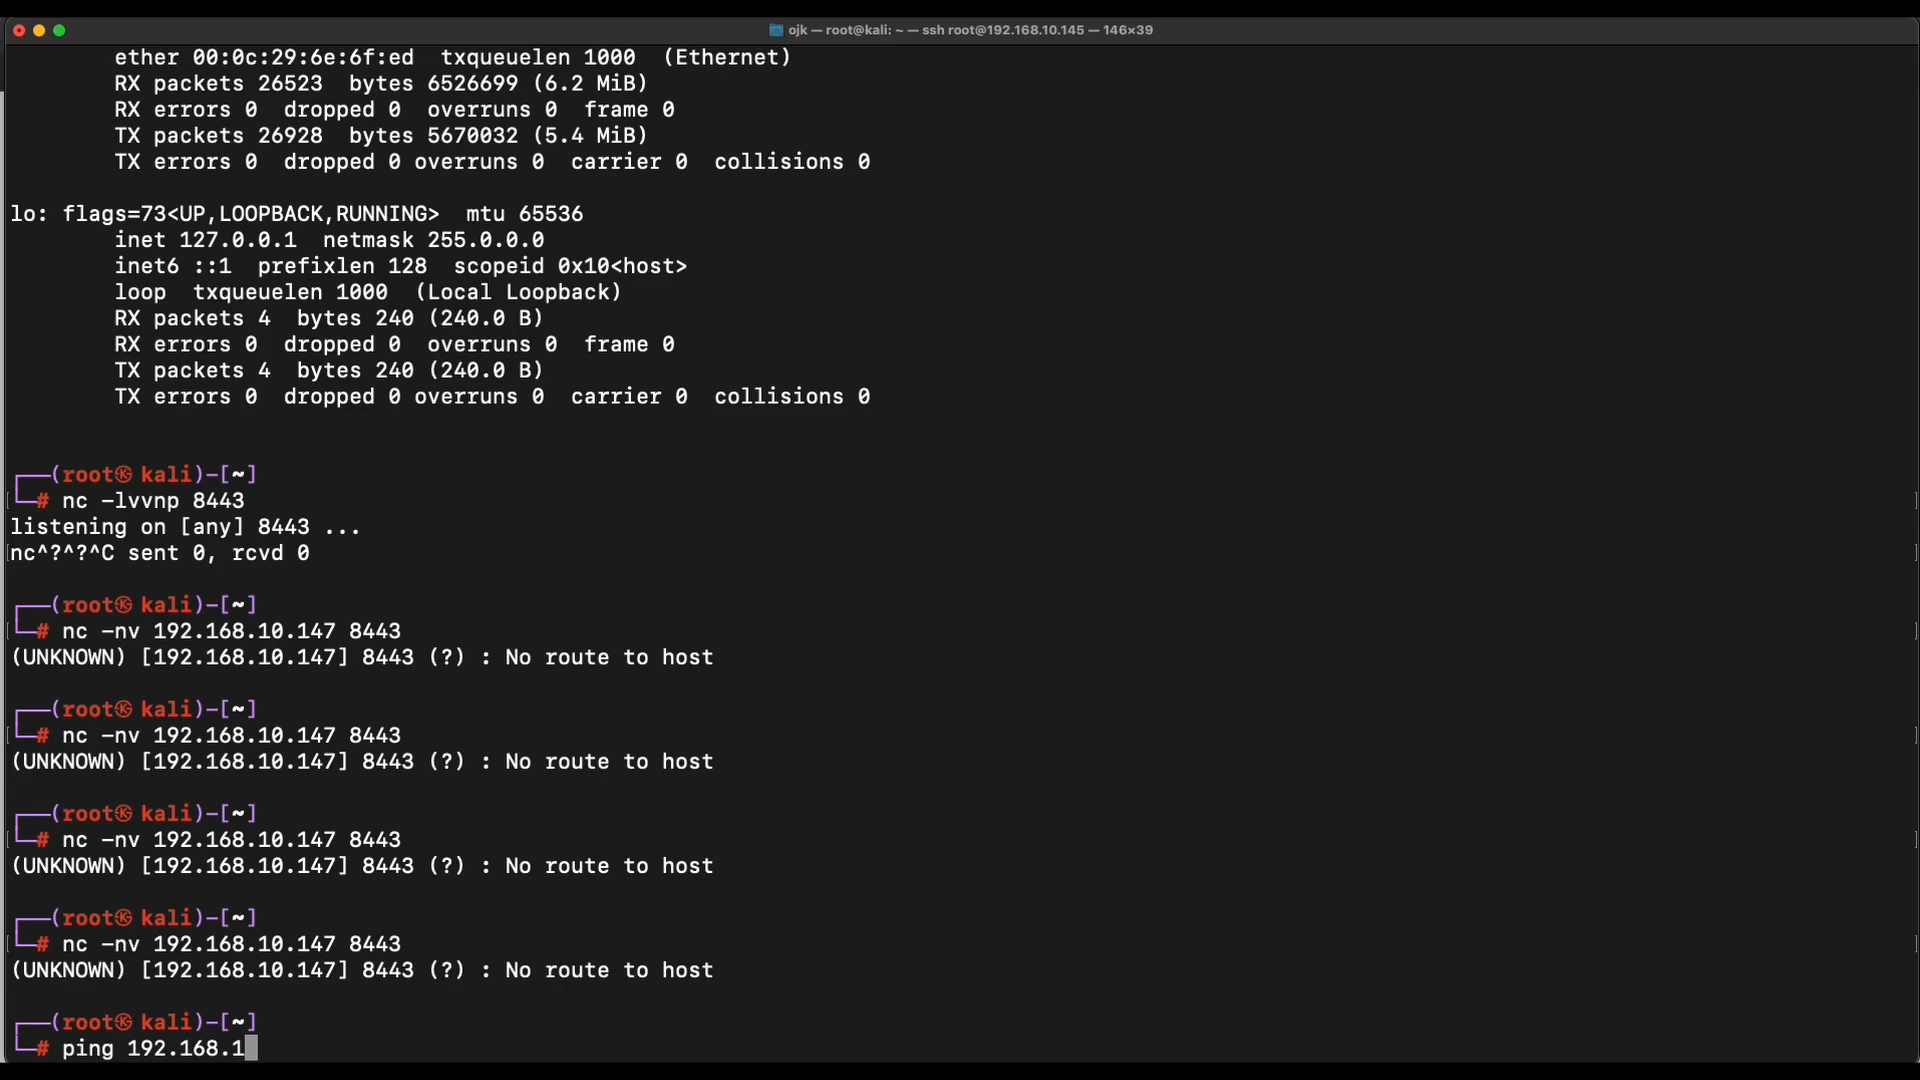 ojk — root@kali: ~ — ssh root@192.168.10.145 — 146×39
ether 00:0c:29:6e:6f:ed  txqueuelen 1000  (Ethernet)
RX packets 26523  bytes 6526699 (6.2 MiB)
RX errors 0  dropped 0  overruns 0  frame 0
TX packets 26928  bytes 5670032 (5.4 MiB)
TX errors 0  dropped 0 overruns 0  carrier 0  collisions 0
lo: flags=73<UP,LOOPBACK,RUNNING>  mtu 65536
inet 127.0.0.1  netmask 255.0.0.0
inet6 ::1  prefixlen 128  scopeid 0x10<host>
loop  txqueuelen 1000  (Local Loopback)
RX packets 4  bytes 240 (240.0 B)
RX errors 0  dropped 0  overruns 0  frame 0
TX packets 4  bytes 240 (240.0 B)
TX errors 0  dropped 0 overruns 0  carrier 0  collisions 0
┌──(root㉿kali)-[~]
└─# nc -lvvnp 8443
listening on [any] 8443 ...
nc^?^?^C sent 0, rcvd 0
┌──(root㉿kali)-[~]
└─# nc -nv 192.168.10.147 8443
(UNKNOWN) [192.168.10.147] 8443 (?) : No route to host
┌──(root㉿kali)-[~]
└─# nc -nv 192.168.10.147 8443
(UNKNOWN) [192.168.10.147] 8443 (?) : No route to host
┌──(root㉿kali)-[~]
└─# nc -nv 192.168.10.147 8443
(UNKNOWN) [192.168.10.147] 8443 (?) : No route to host
┌──(root㉿kali)-[~]
└─# nc -nv 192.168.10.147 8443
(UNKNOWN) [192.168.10.147] 8443 (?) : No route to host
┌──(root㉿kali)-[~]
└─# ping 192.168.1